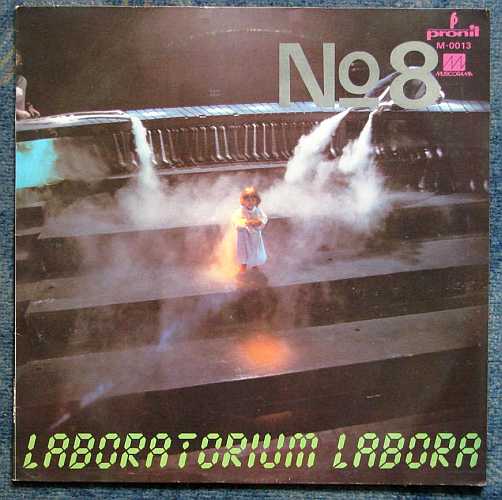 pronit
M-0013
MUSICORAMA
No8
LABORATORIUM LABORA